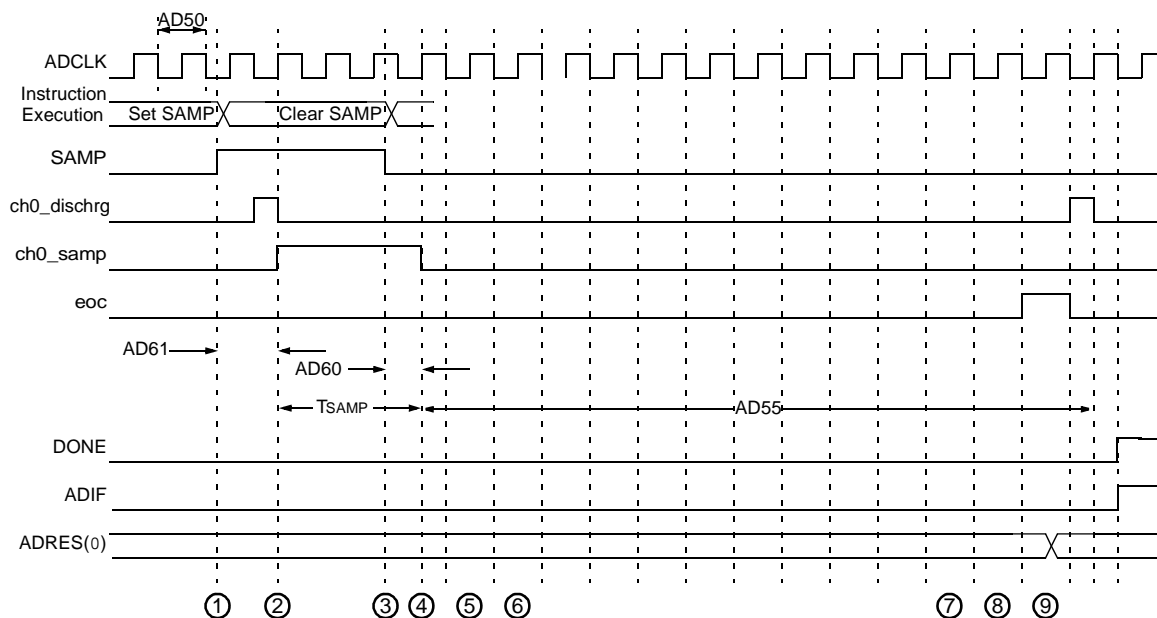 AD50
ADCLK
Instruction
Execution
Set SAMP
Clear SAMP
SAMP
ch0_dischrg
ch0_samp
eoc
AD61
AD60
TSAMP
AD55
DONE
ADIF
ADRES(0)
1 2 3 4 5 6 7 8 9